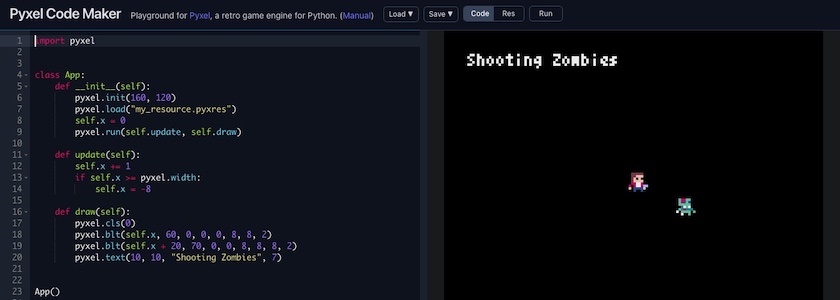 Pyxel Code Maker Playground for Pyxel, a retro game engine for Python. (Manual) Load ▼ Save ▼ Code Res Run
1 import pyxel
2
3
4 class App:
5 def __init__(self):
6 pyxel.init(160, 120)
7 pyxel.load("my_resource.pyxres")
8 self.x = 0
9 pyxel.run(self.update, self.draw)
10
11 def update(self):
12 self.x += 1
13 if self.x >= pyxel.width:
14 self.x = -8
15
16 def draw(self):
17 pyxel.cls(0)
18 pyxel.blt(self.x, 60, 0, 0, 0, 8, 8, 2)
19 pyxel.blt(self.x + 20, 70, 0, 0, 8, 8, 8, 2)
20 pyxel.text(10, 10, "Shooting Zombies", 7)
21
22
23 App()
Shooting Zombies